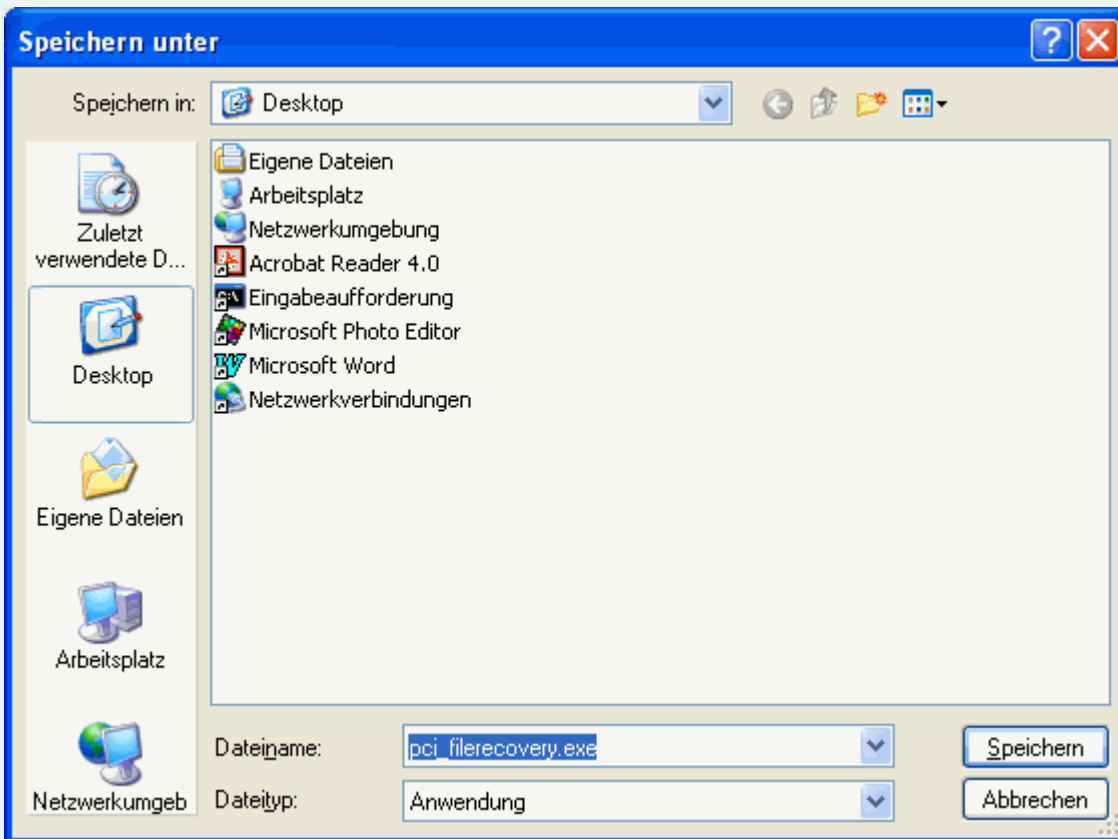 Speichern unter
Speichern in:
Desktop
Zuletzt
verwendete D...
Desktop
Eigene Dateien
Arbeitsplatz
Netzwerkumgeb
Eigene Dateien
Arbeitsplatz
Netzwerkumgebung
Acrobat Reader 4.0
Eingabeaufforderung
Microsoft Photo Editor
Microsoft Word
Netzwerkverbindungen
Dateiname:
pci_filerecovery.exe
Speichern
Dateityp:
Anwendung
Abbrechen